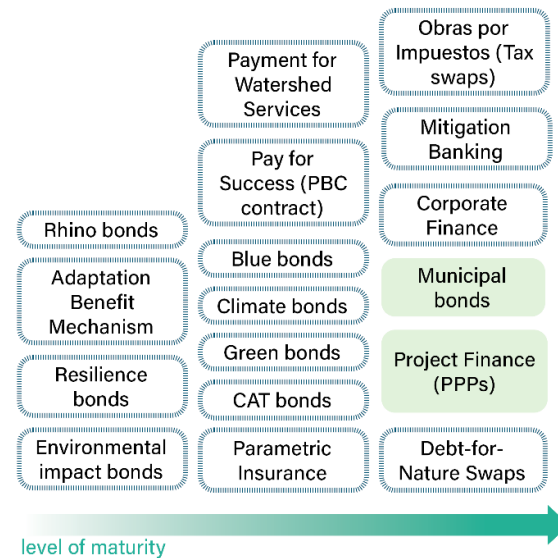 Rhino bonds
Adaptation
Benefit
Mechanism
Resilience
bonds
Environmental
impact bonds
Payment for
Watershed
Services
Pay for
Success (PBC
contract)
Blue bonds
Climate bonds
Green bonds
CAT bonds
Parametric
Insurance
Obras por
Impuestos (Tax
swaps)
Mitigation
Banking
Corporate
Finance
Municipal
bonds
Project Finance
(PPPs)
Debt-for-
Nature Swaps
level of maturity